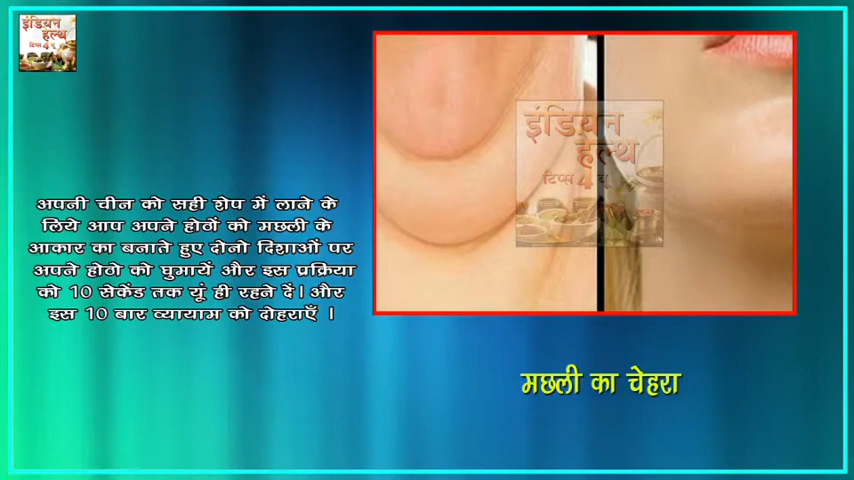 इंडियन
हेल्थ
टिप्स 4 यू
अपनी चीन को सही शेप में लाने के
लिये आप अपने होठों को मछली के
आकार का बनाते हुए दोनो दिशाओं पर
अपने होठो को घुमायें और इस प्रक्रिया
को 10 सेकेंड तक यूं ही रहने दें। और
इस 10 बार व्यायाम को दोहराएँ ।
इंडियन
हेल्थ
टिप्स 4 यू
मछली का चेहरा